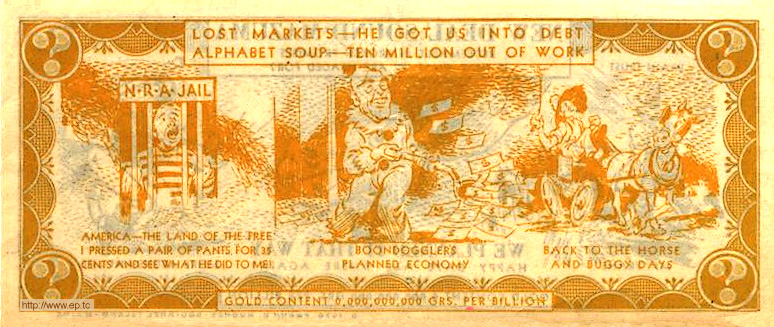 LOST MARKETS—HE GOT US INTO DEBT
ALPHABET SOUP—TEN MILLION OUT OF WORK
N·R·A·JAIL
AMERICA—THE LAND OF THE FREE
I PRESSED A PAIR OF PANTS FOR 35
CENTS AND SEE WHAT HE DID TO ME!
BOONDOGGLERS
PLANNED ECONOMY
BACK TO THE HORSE
AND BUGGY DAYS
GOLD CONTENT 0,000,000,000 GRS. PER BILLION
http://www.ep.tc